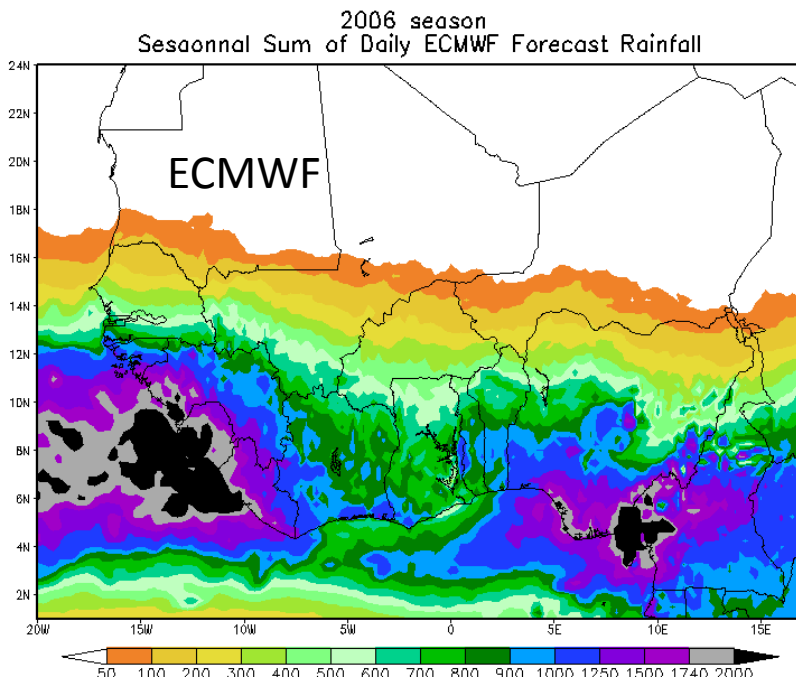 2006 season
Sesaonnal Sum of Daily ECMWF Forecast Rainfall
24N
22N
20N
ECMWF
18N
16N
14N
12N
10N
8N
6N
4N
2N
20W 15W 10W 5W 0 5E 10E 15E
50 100 200 300 400 500 600 700 800 900 1000 1250 1500 1740 2000